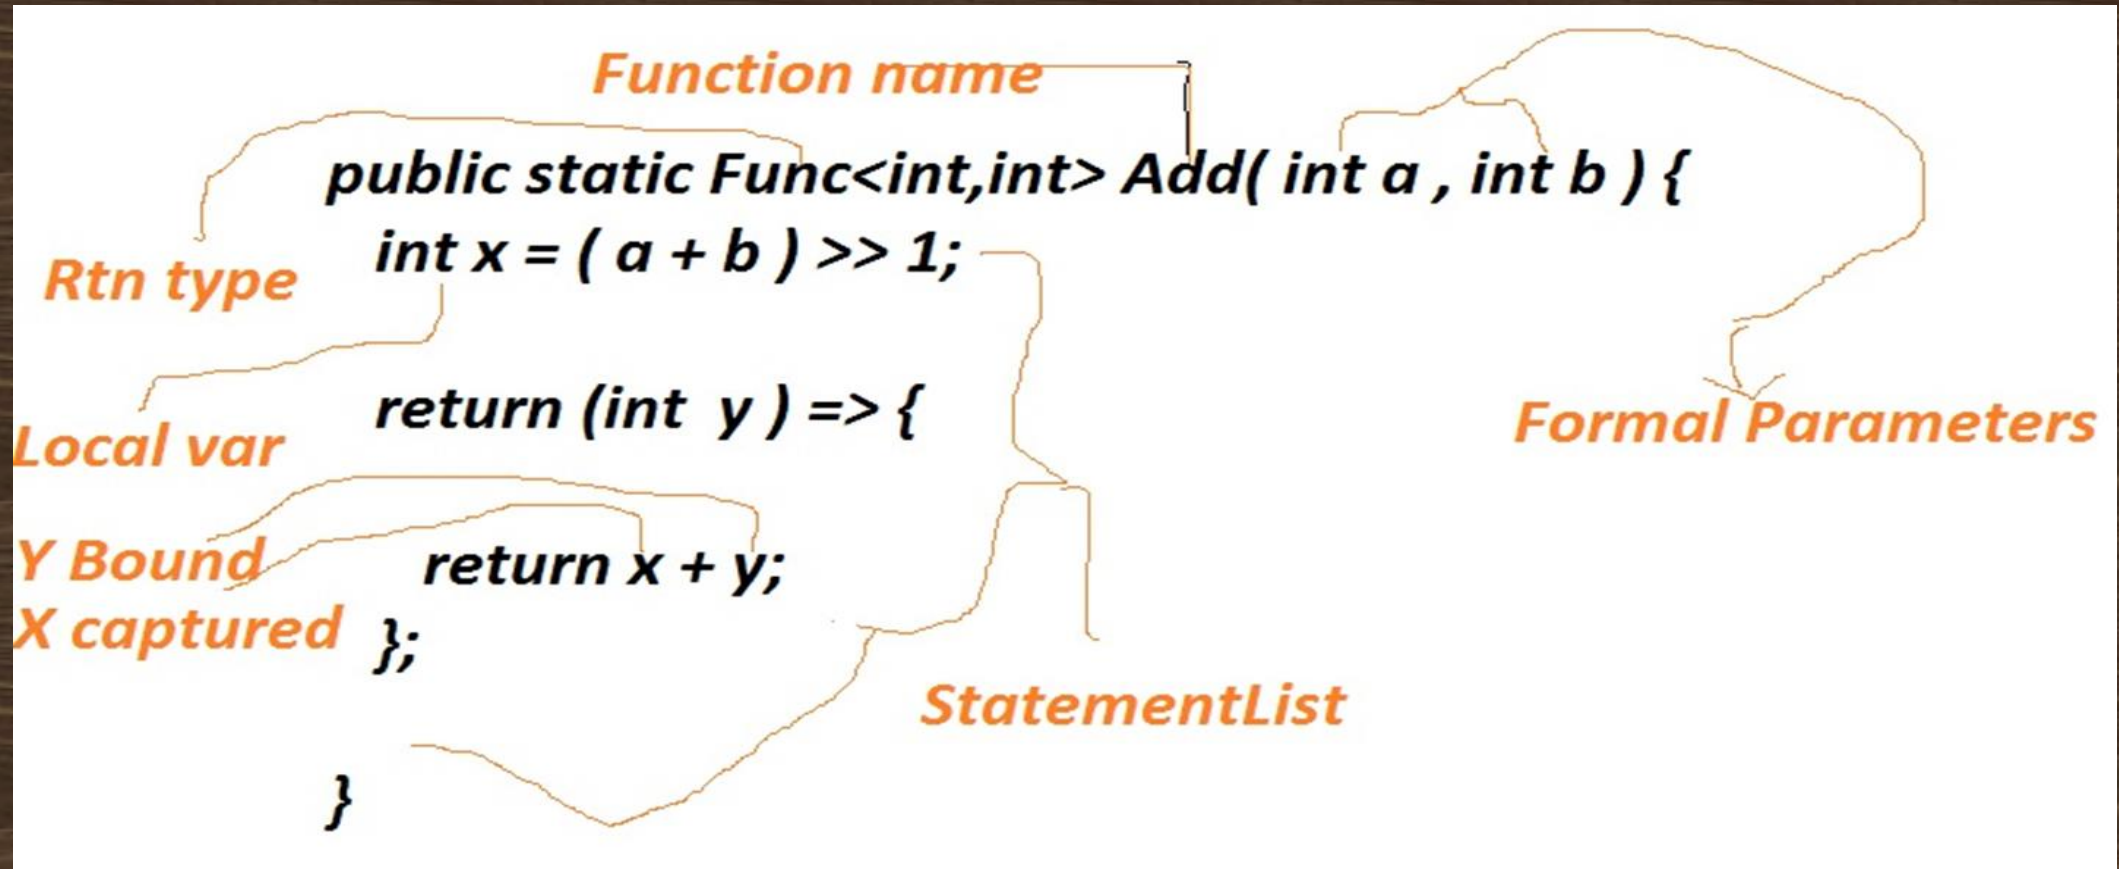 Function name
public static Func<int,int> Add( int a , int b ) {
int x = ( a + b ) >> 1;
Rtn type
return (int y ) => {
Formal Parameters
Local var
Y Bound
return x + y;
X captured
};
StatementList
}